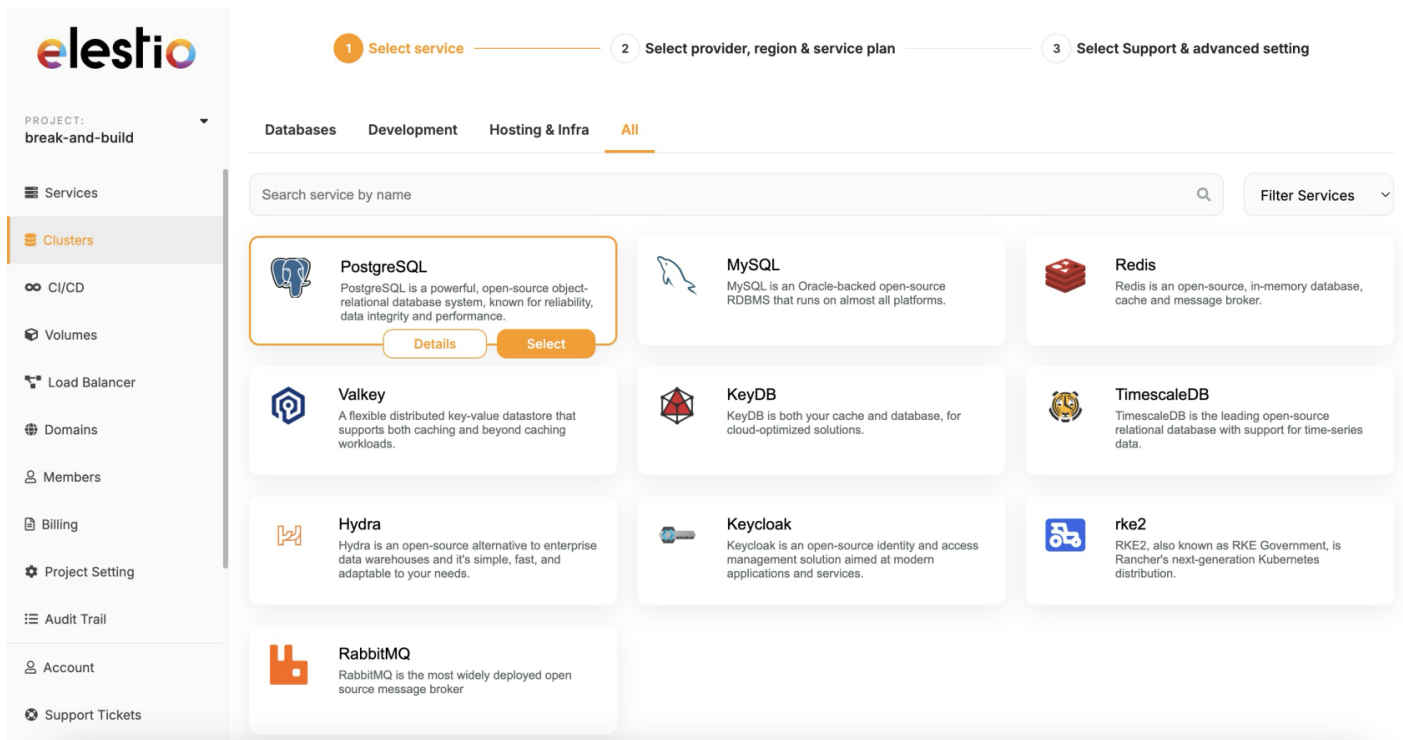 elestio
1 Select service
2 Select provider, region & service plan
3 Select Support & advanced setting
PROJECT:
break-and-build
Services
Clusters
CI/CD
Volumes
Load Balancer
Domains
Members
Billing
Project Setting
Audit Trail
Account
Support Tickets
Databases Development Hosting & Infra All
Search service by name
Filter Services
PostgreSQL
PostgreSQL is a powerful, open-source object-
relational database system, known for reliability,
data integrity and performance.
Details Select
MySQL
MySQL is an Oracle-backed open-source
RDBMS that runs on almost all platforms.
Redis
Redis is an open-source, in-memory database,
cache and message broker.
Valkey
A flexible distributed key-value datastore that
supports both caching and beyond caching
workloads.
KeyDB
KeyDB is both your cache and database, for
cloud-optimized solutions.
TimescaleDB
TimescaleDB is the leading open-source
relational database with support for time-series
data.
Hydra
Hydra is an open-source alternative to enterprise
data warehouses and it's simple, fast, and
adaptable to your needs.
Keycloak
Keycloak is an open-source identity and access
management solution aimed at modern
applications and services.
rke2
RKE2, also known as RKE Government, is
Rancher's next-generation Kubernetes
distribution.
RabbitMQ
RabbitMQ is the most widely deployed open
source message broker